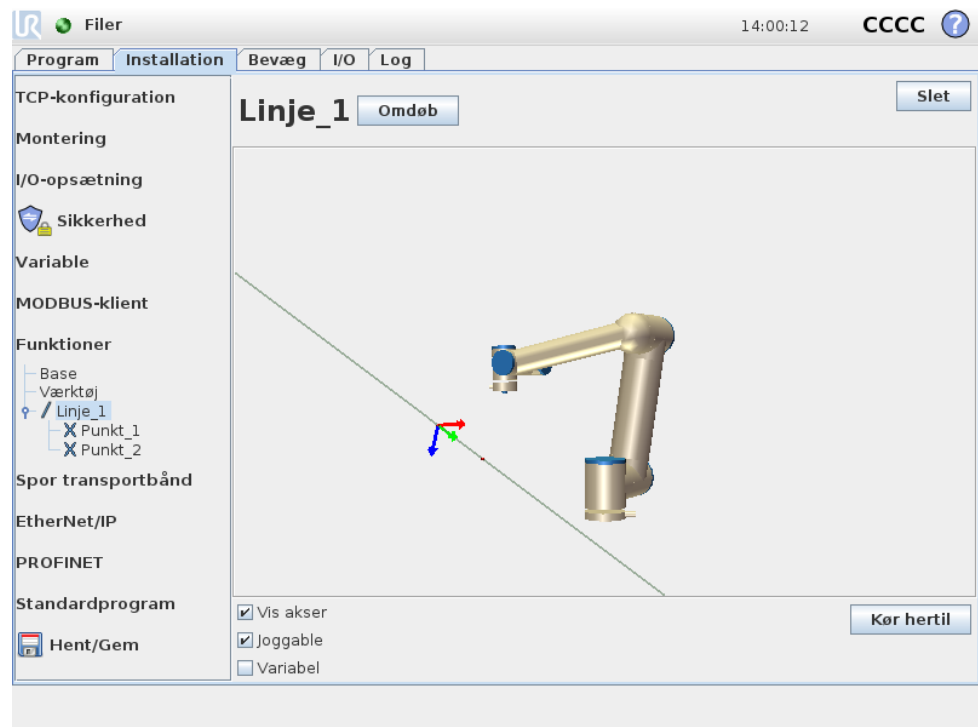 UR Filer 14:00:12 CCCC ?
Program Installation Bevæg I/O Log
TCP-konfiguration
Montering
I/O-opsætning
Sikkerhed
Variable
MODBUS-klient
Funktioner
Base
Værktøj
Linje_1
Punkt_1
Punkt_2
Spor transportbånd
EtherNet/IP
PROFINET
Standardprogram
Hent/Gem
Linje_1 Omdøb Slet
Vis akser
Joggable
Variabel
Kør hertil